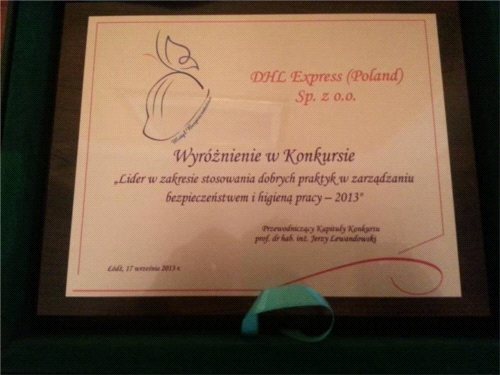 DHL Express (Poland)
Sp. z o.o.
Wyróżnienie w Konkursie
„Lider w zakresie stosowania dobrych praktyk w zarządzaniu
bezpieczeństwem i higieną pracy – 2013"
Przewodniczący Kapituły Konkursu
prof. dr hab. inż. Jerzy Lewandowski
Łódź, 17 września 2013 r.